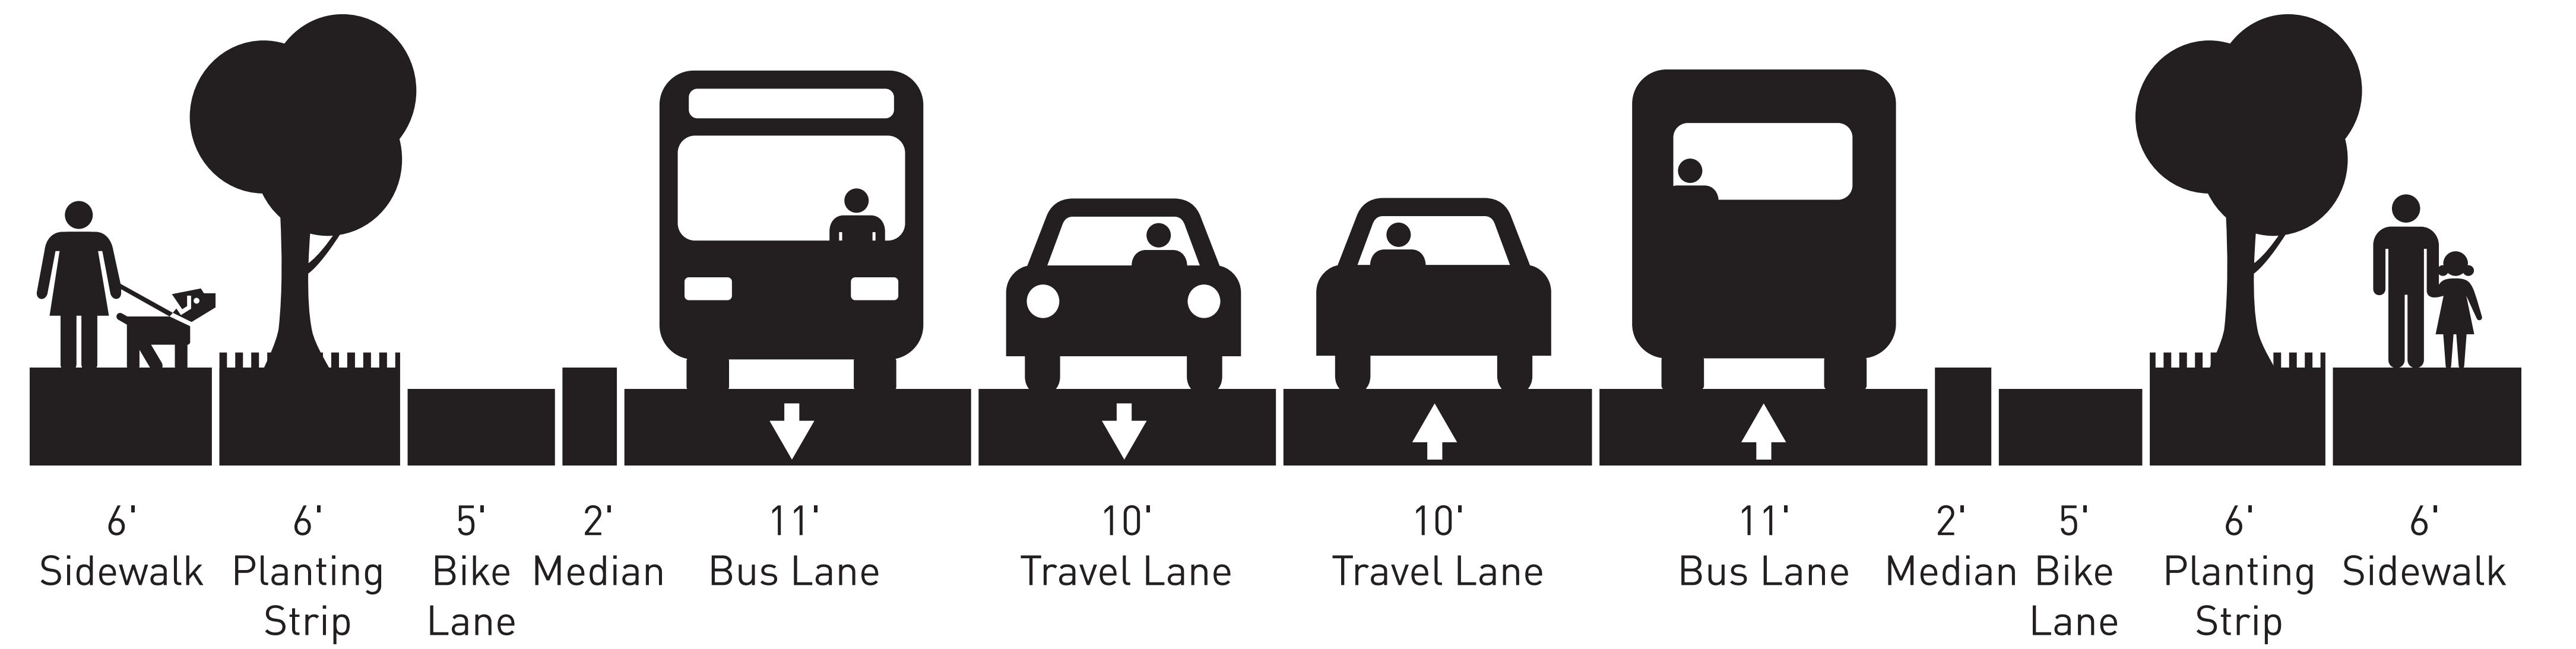 6' 6' 5' 2' 11' 10' 10' 11' 2' 5' 6' 6'
Sidewalk Planting Bike Median Bus Lane Travel Lane Travel Lane Bus Lane Median Bike Planting Sidewalk
Strip Lane Lane Strip